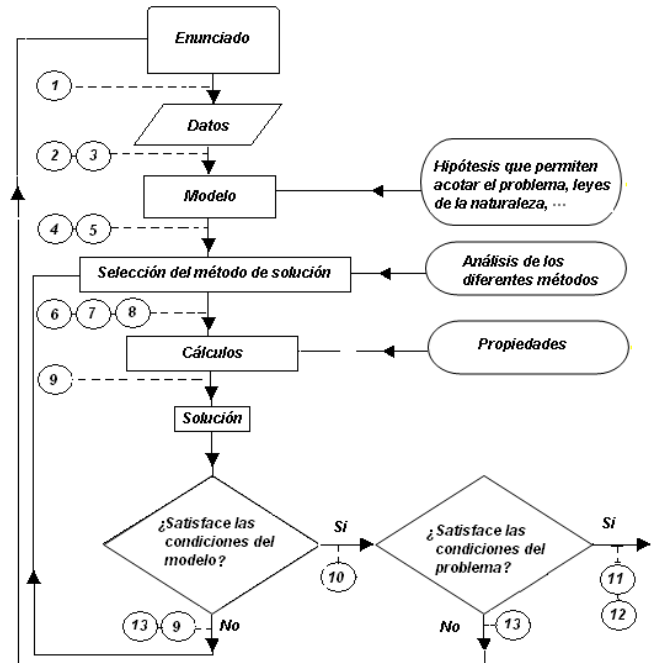 Enunciado
1
Datos
2 3
Hipótesis que permiten
acotar el problema, leyes
de la naturaleza, ...
Modelo
4 5
Análisis de los
diferentes métodos
Selección del método de solución
6 7 8
Cálculos
Propiedades
9
Solución
¿Satisface las
condiciones del
modelo?
Sí
10
¿Satisface las
condiciones del
problema?
Sí
11
12
13 9 No
No 13